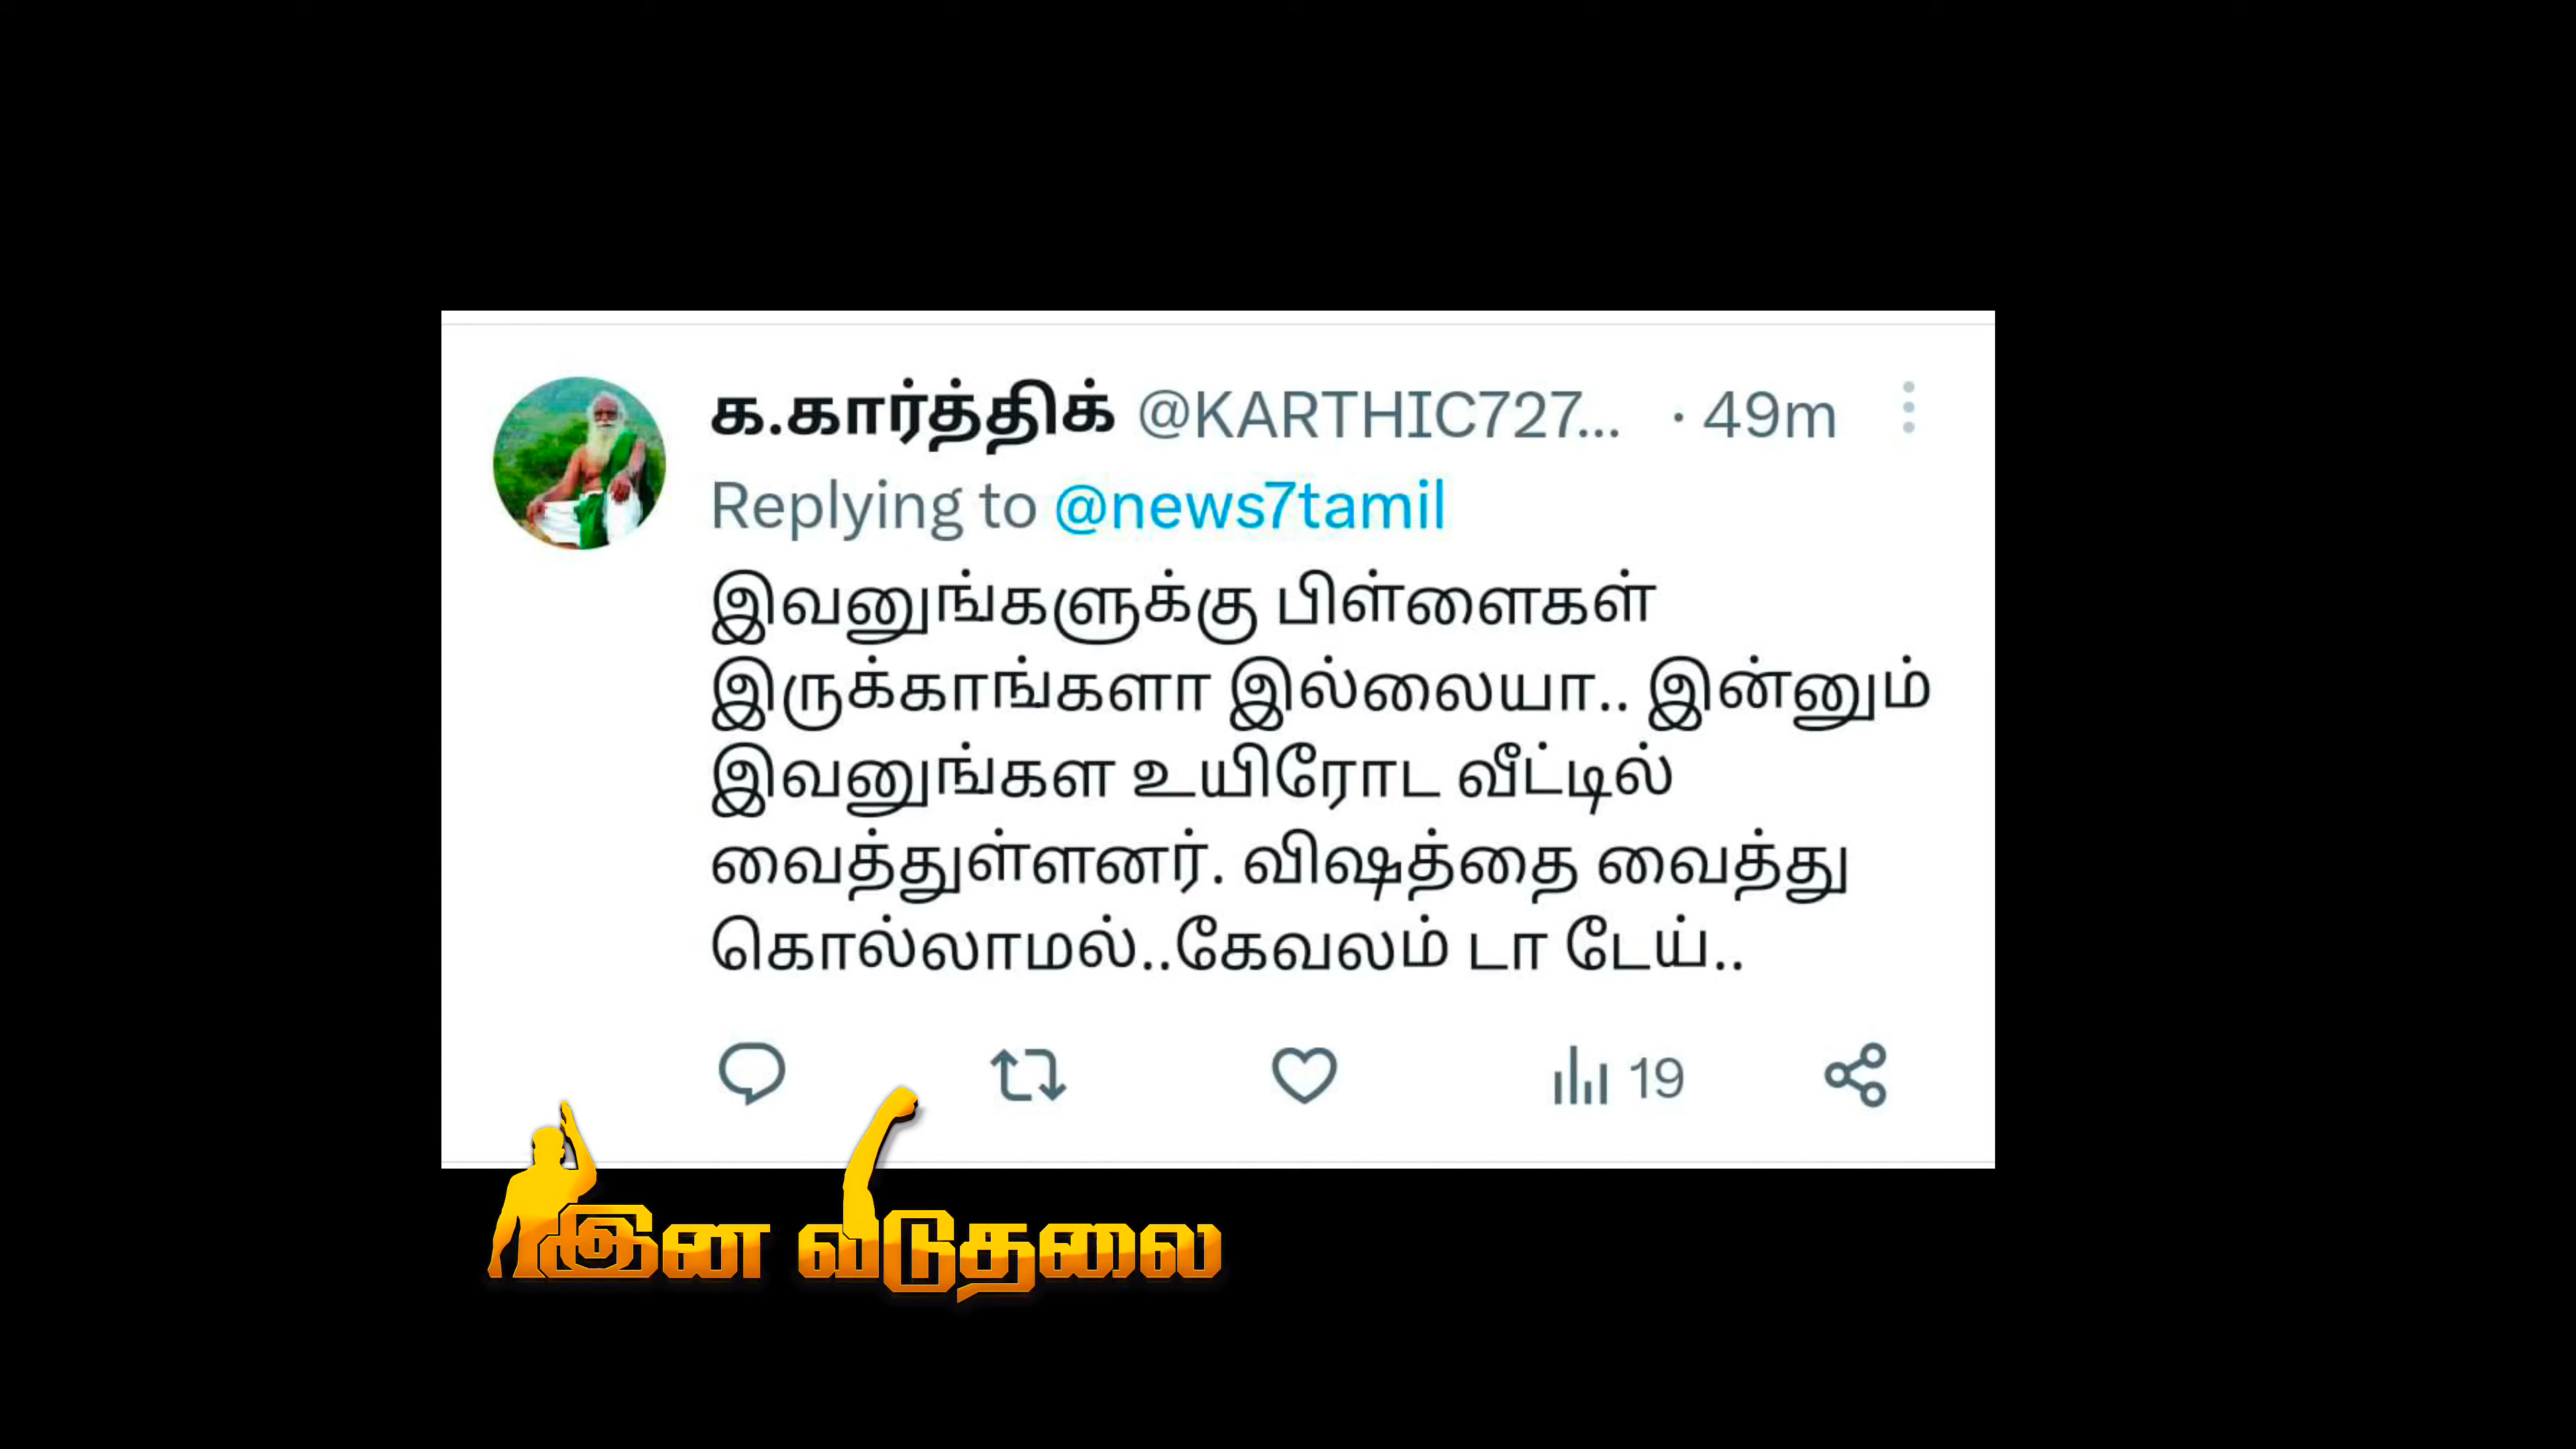 க.கார்த்திக் @KARTHIC727... · 49m
Replying to @news7tamil
இவனுங்களுக்கு பிள்ளைகள்
இருக்காங்களா இல்லையா.. இன்னும்
இவனுங்கள உயிரோட வீட்டில்
வைத்துள்ளனர். விஷத்தை வைத்து
கொல்லாமல்..கேவலம் டா டேய்..
19
இன விடுதலை